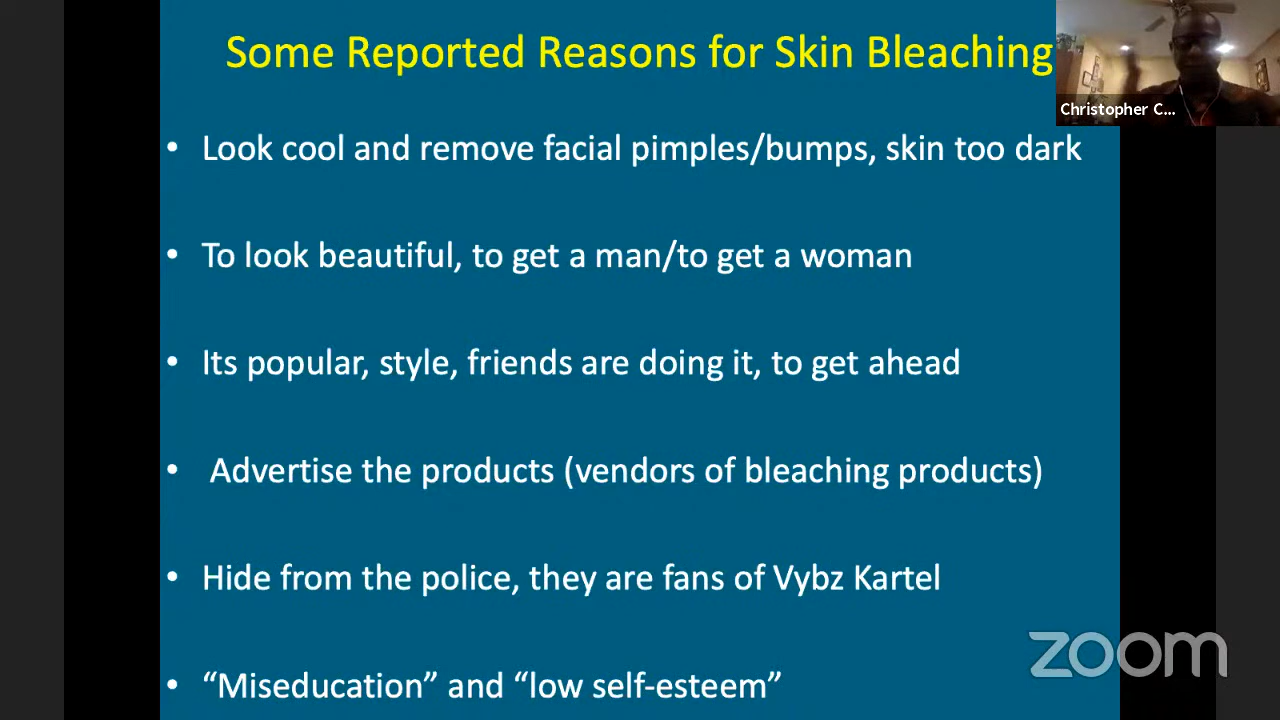 Some Reported Reasons for Skin Bleaching
Christopher C...
• Look cool and remove facial pimples/bumps, skin too dark
• To look beautiful, to get a man/to get a woman
• Its popular, style, friends are doing it, to get ahead
• Advertise the products (vendors of bleaching products)
• Hide from the police, they are fans of Vybz Kartel
• “Miseducation” and “low self-esteem”
zoom